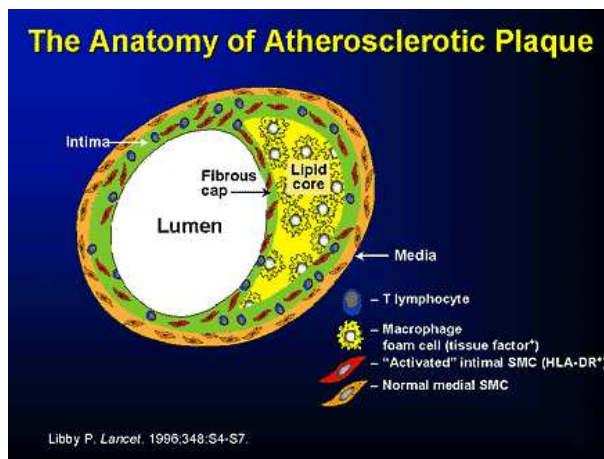 The Anatomy of Atherosclerotic Plaque
Intima
Fibrous
cap
Lipid
core
Lumen
Media
– T lymphocyte
– Macrophage
foam cell (tissue factor⁺)
– “Activated” intimal SMC (HLA-DR⁺)
– Normal medial SMC
Libby P. Lancet. 1996;348:S4-S7.